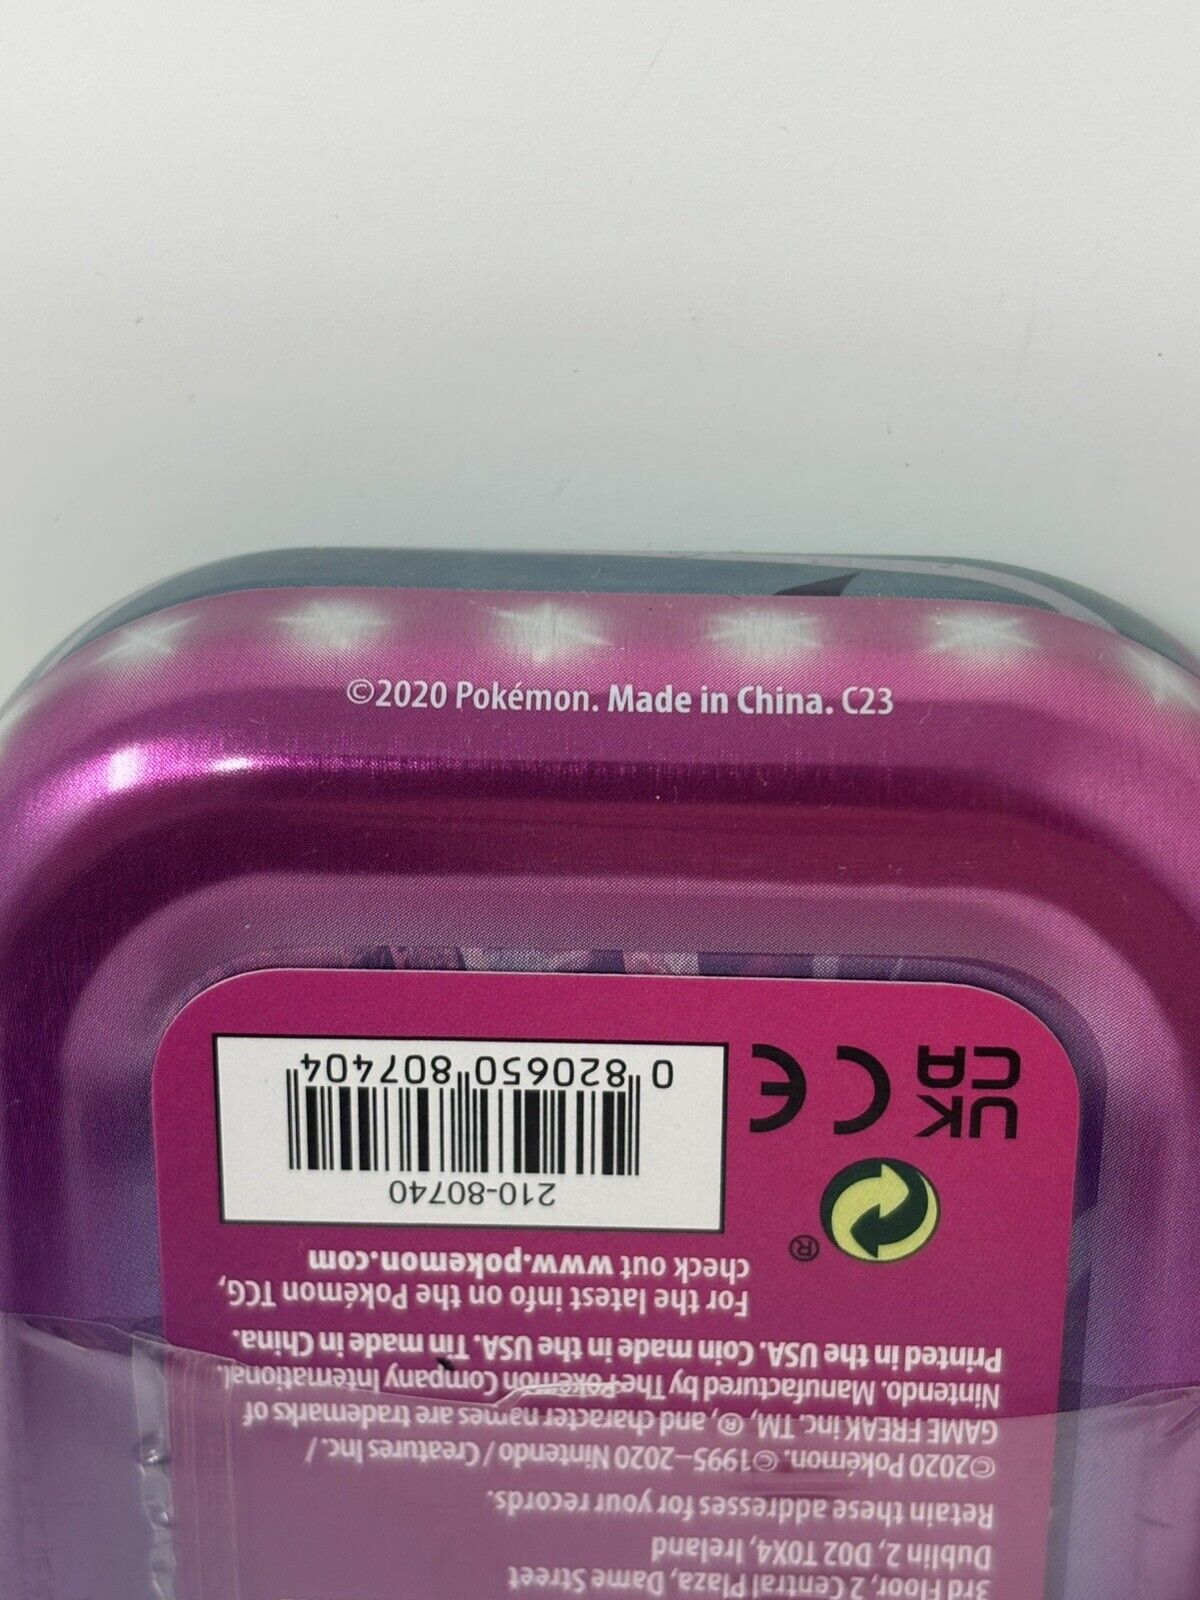 ©2020 Pokémon. Made in China. C23
3rd Floor, 2 Central Plaza, Dame Street
Dublin 2, D02 T0X4, Ireland
Retain these addresses for your records.
©2020 Pokémon. ©1995–2020 Nintendo / Creatures Inc. /
GAME FREAK inc. TM, ®, and character names are trademarks of
Nintendo. Manufactured by The Pokémon Company International.
Printed in the USA. Coin made in the USA. Tin made in China.
For the latest info on the Pokémon TCG,
check out www.pokemon.com
®
210-80740
0 820650 807404
CE
UK
CA